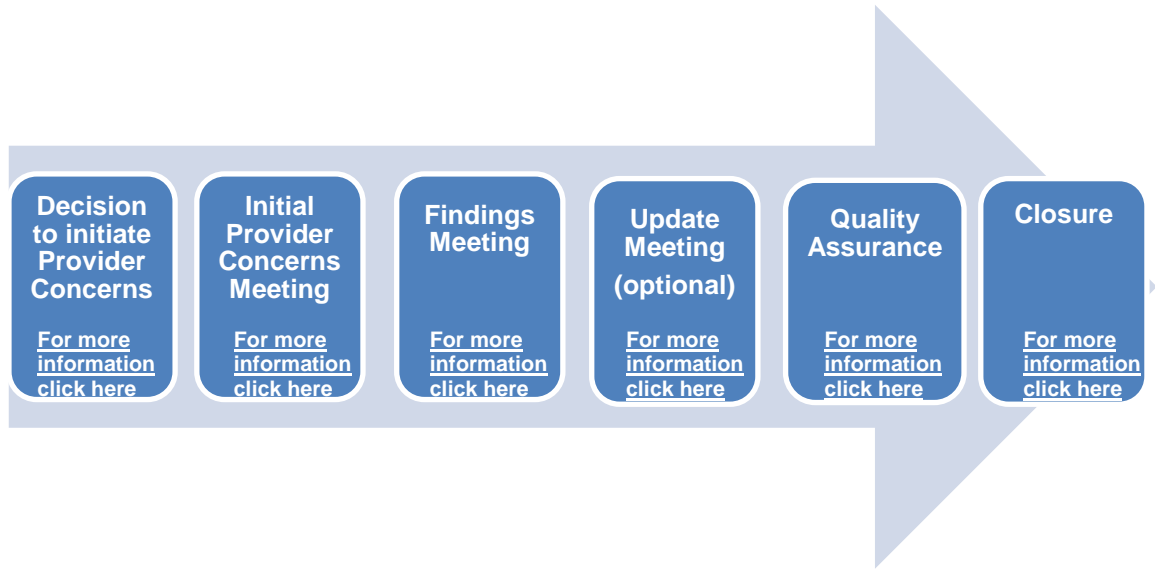 Decision
to initiate
Provider
Concerns
For more
information
click here
Initial
Provider
Concerns
Meeting
For more
information
click here
Findings
Meeting
For more
information
click here
Update
Meeting
(optional)
For more
information
click here
Quality
Assurance
For more
information
click here
Closure
For more
information
click here